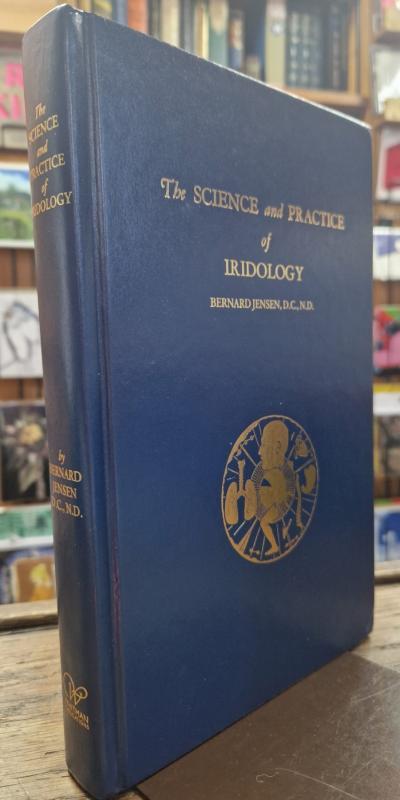 The
SCIENCE
and
PRACTICE
of
IRIDOLOGY
by
BERNARD
JENSEN
D.C., N.D.
The SCIENCE and PRACTICE
of
IRIDOLOGY
BERNARD JENSEN, D.C., N.D.